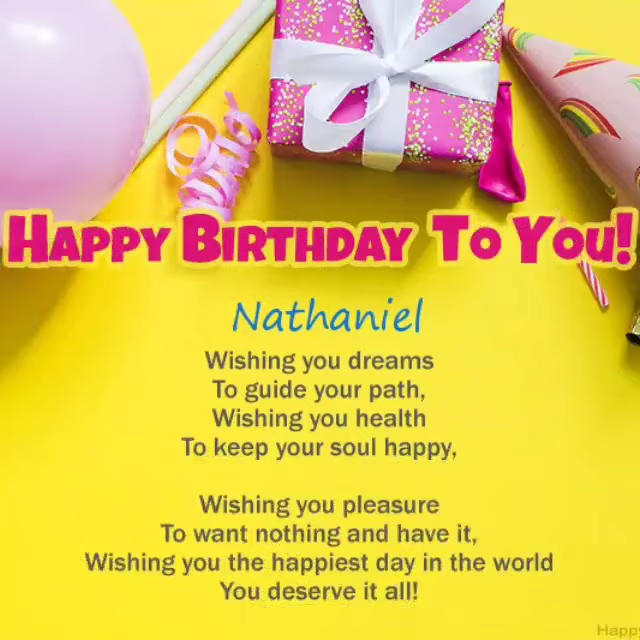 Happy Birthday To You!
Nathaniel
Wishing you dreams
To guide your path,
Wishing you health
To keep your soul happy,
Wishing you pleasure
To want nothing and have it,
Wishing you the happiest day in the world
You deserve it all!
Happy